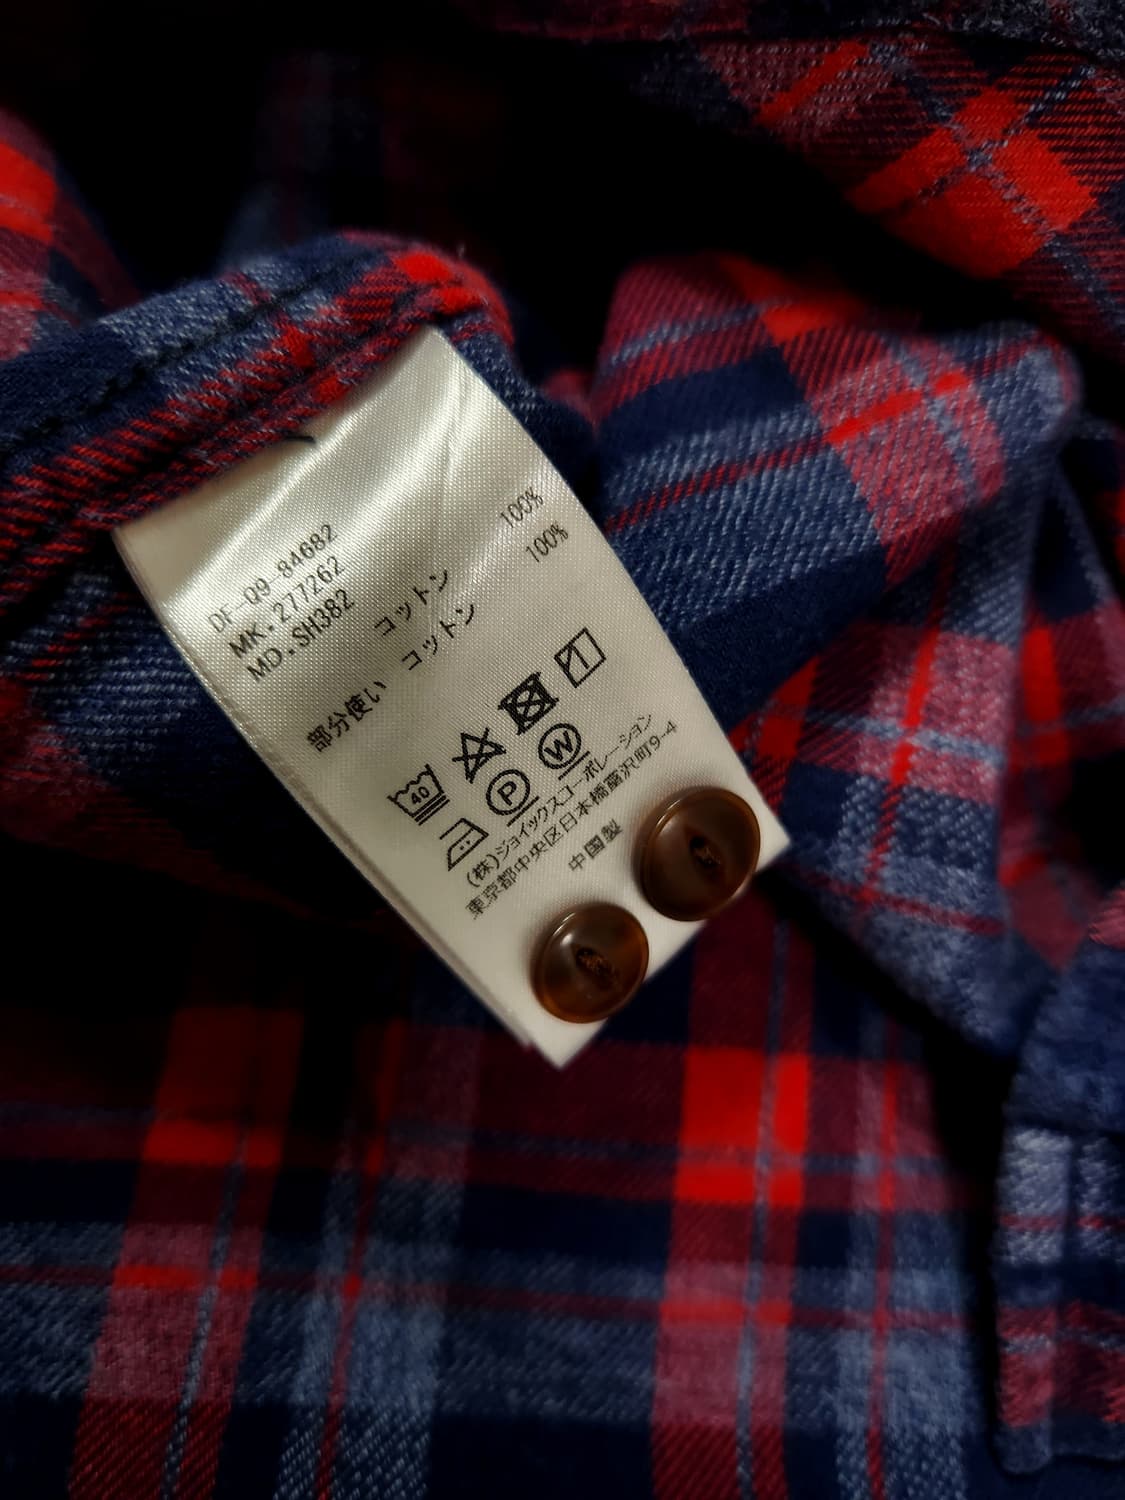 DF-Q9-84682
MK.277262
MD.SH382
コットン 100%
部分使い コットン 100%
40
P W
(株)ジョイックスコーポレーション
東京都中央区日本橋富沢町9-4
中国製